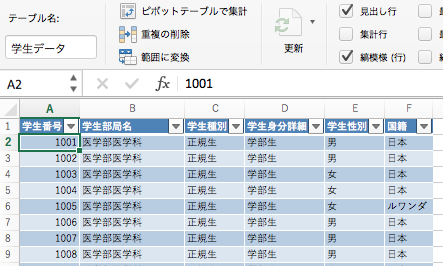 テーブル名:
学生データ
ピボットテーブルで集計
重複の削除
範囲に変換
更新
見出し行
集計行
縞模様 (行)
A2 fx 1001
A B C D E F
1 学生番号 学生部局名 学生種別 学生身分詳細 学生性別 国籍
2 1001 医学部医学科 正規生 学部生 男 日本
3 1002 医学部医学科 正規生 学部生 男 日本
4 1003 医学部医学科 正規生 学部生 女 日本
5 1004 医学部医学科 正規生 学部生 女 日本
6 1005 医学部医学科 正規生 学部生 女 ルワンダ
7 1006 医学部医学科 正規生 学部生 男 日本
8 1007 医学部医学科 正規生 学部生 男 日本
9 1008 医学部医学科 正規生 学部生 男 日本